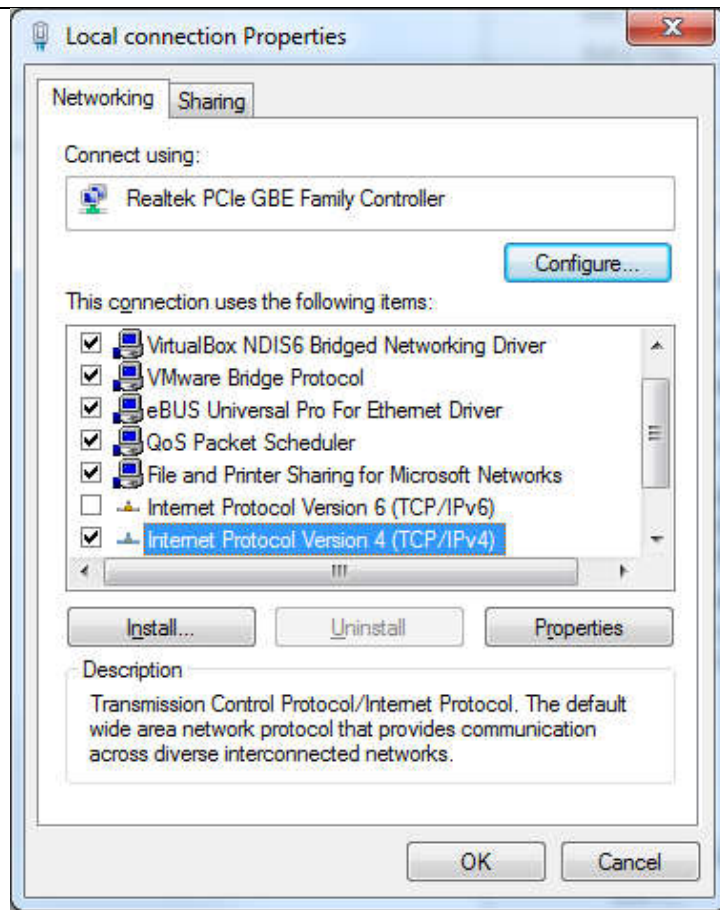 Local connection Properties
Networking
Sharing
Connect using:
Realtek PCIe GBE Family Controller
Configure...
This connection uses the following items:
VirtualBox NDIS6 Bridged Networking Driver
VMware Bridge Protocol
eBUS Universal Pro For Ethernet Driver
QoS Packet Scheduler
File and Printer Sharing for Microsoft Networks
Internet Protocol Version 6 (TCP/IPv6)
Internet Protocol Version 4 (TCP/IPv4)
Install...
Uninstall
Properties
Description
Transmission Control Protocol/Internet Protocol. The default
wide area network protocol that provides communication
across diverse interconnected networks.
OK
Cancel